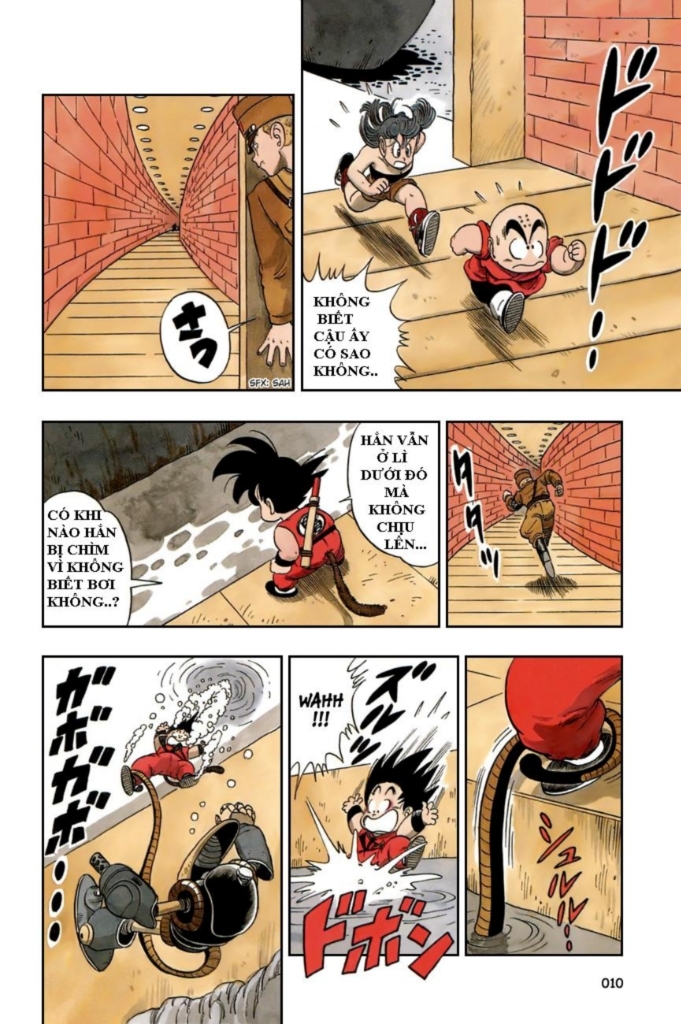 ドドド・・
KHÔNG
BIẾT
CẬU ẤY
CÓ SAO
KHÔNG..
さっ
SFX: SAH
タタタッ
HẮN VẪN
Ở LÌ
DƯỚI ĐÓ
MÀ
KHÔNG
CHỊU
LÊN...
CÓ KHI
NÀO HẮN
BỊ CHÌM
VÌ KHÔNG
BIẾT BƠI
KHÔNG..?
シュルル・・
ズルッ
WAHH
!!!
ドボン
ガボガボ・・・
010